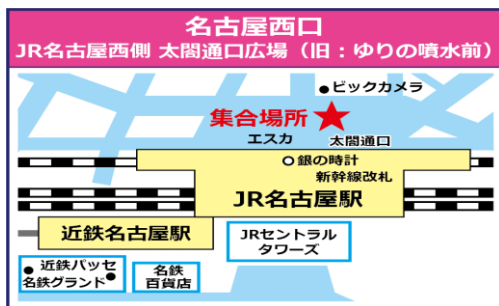 名古屋西口
JR名古屋西側 太閤通口広場（旧：ゆりの噴水前）
●ビックカメラ
集合場所
エスカ
太閤通口
○銀の時計
新幹線改札
JR名古屋駅
近鉄名古屋駅
JRセントラル
タワーズ
近鉄パッセ
名鉄グランド
名鉄
百貨店